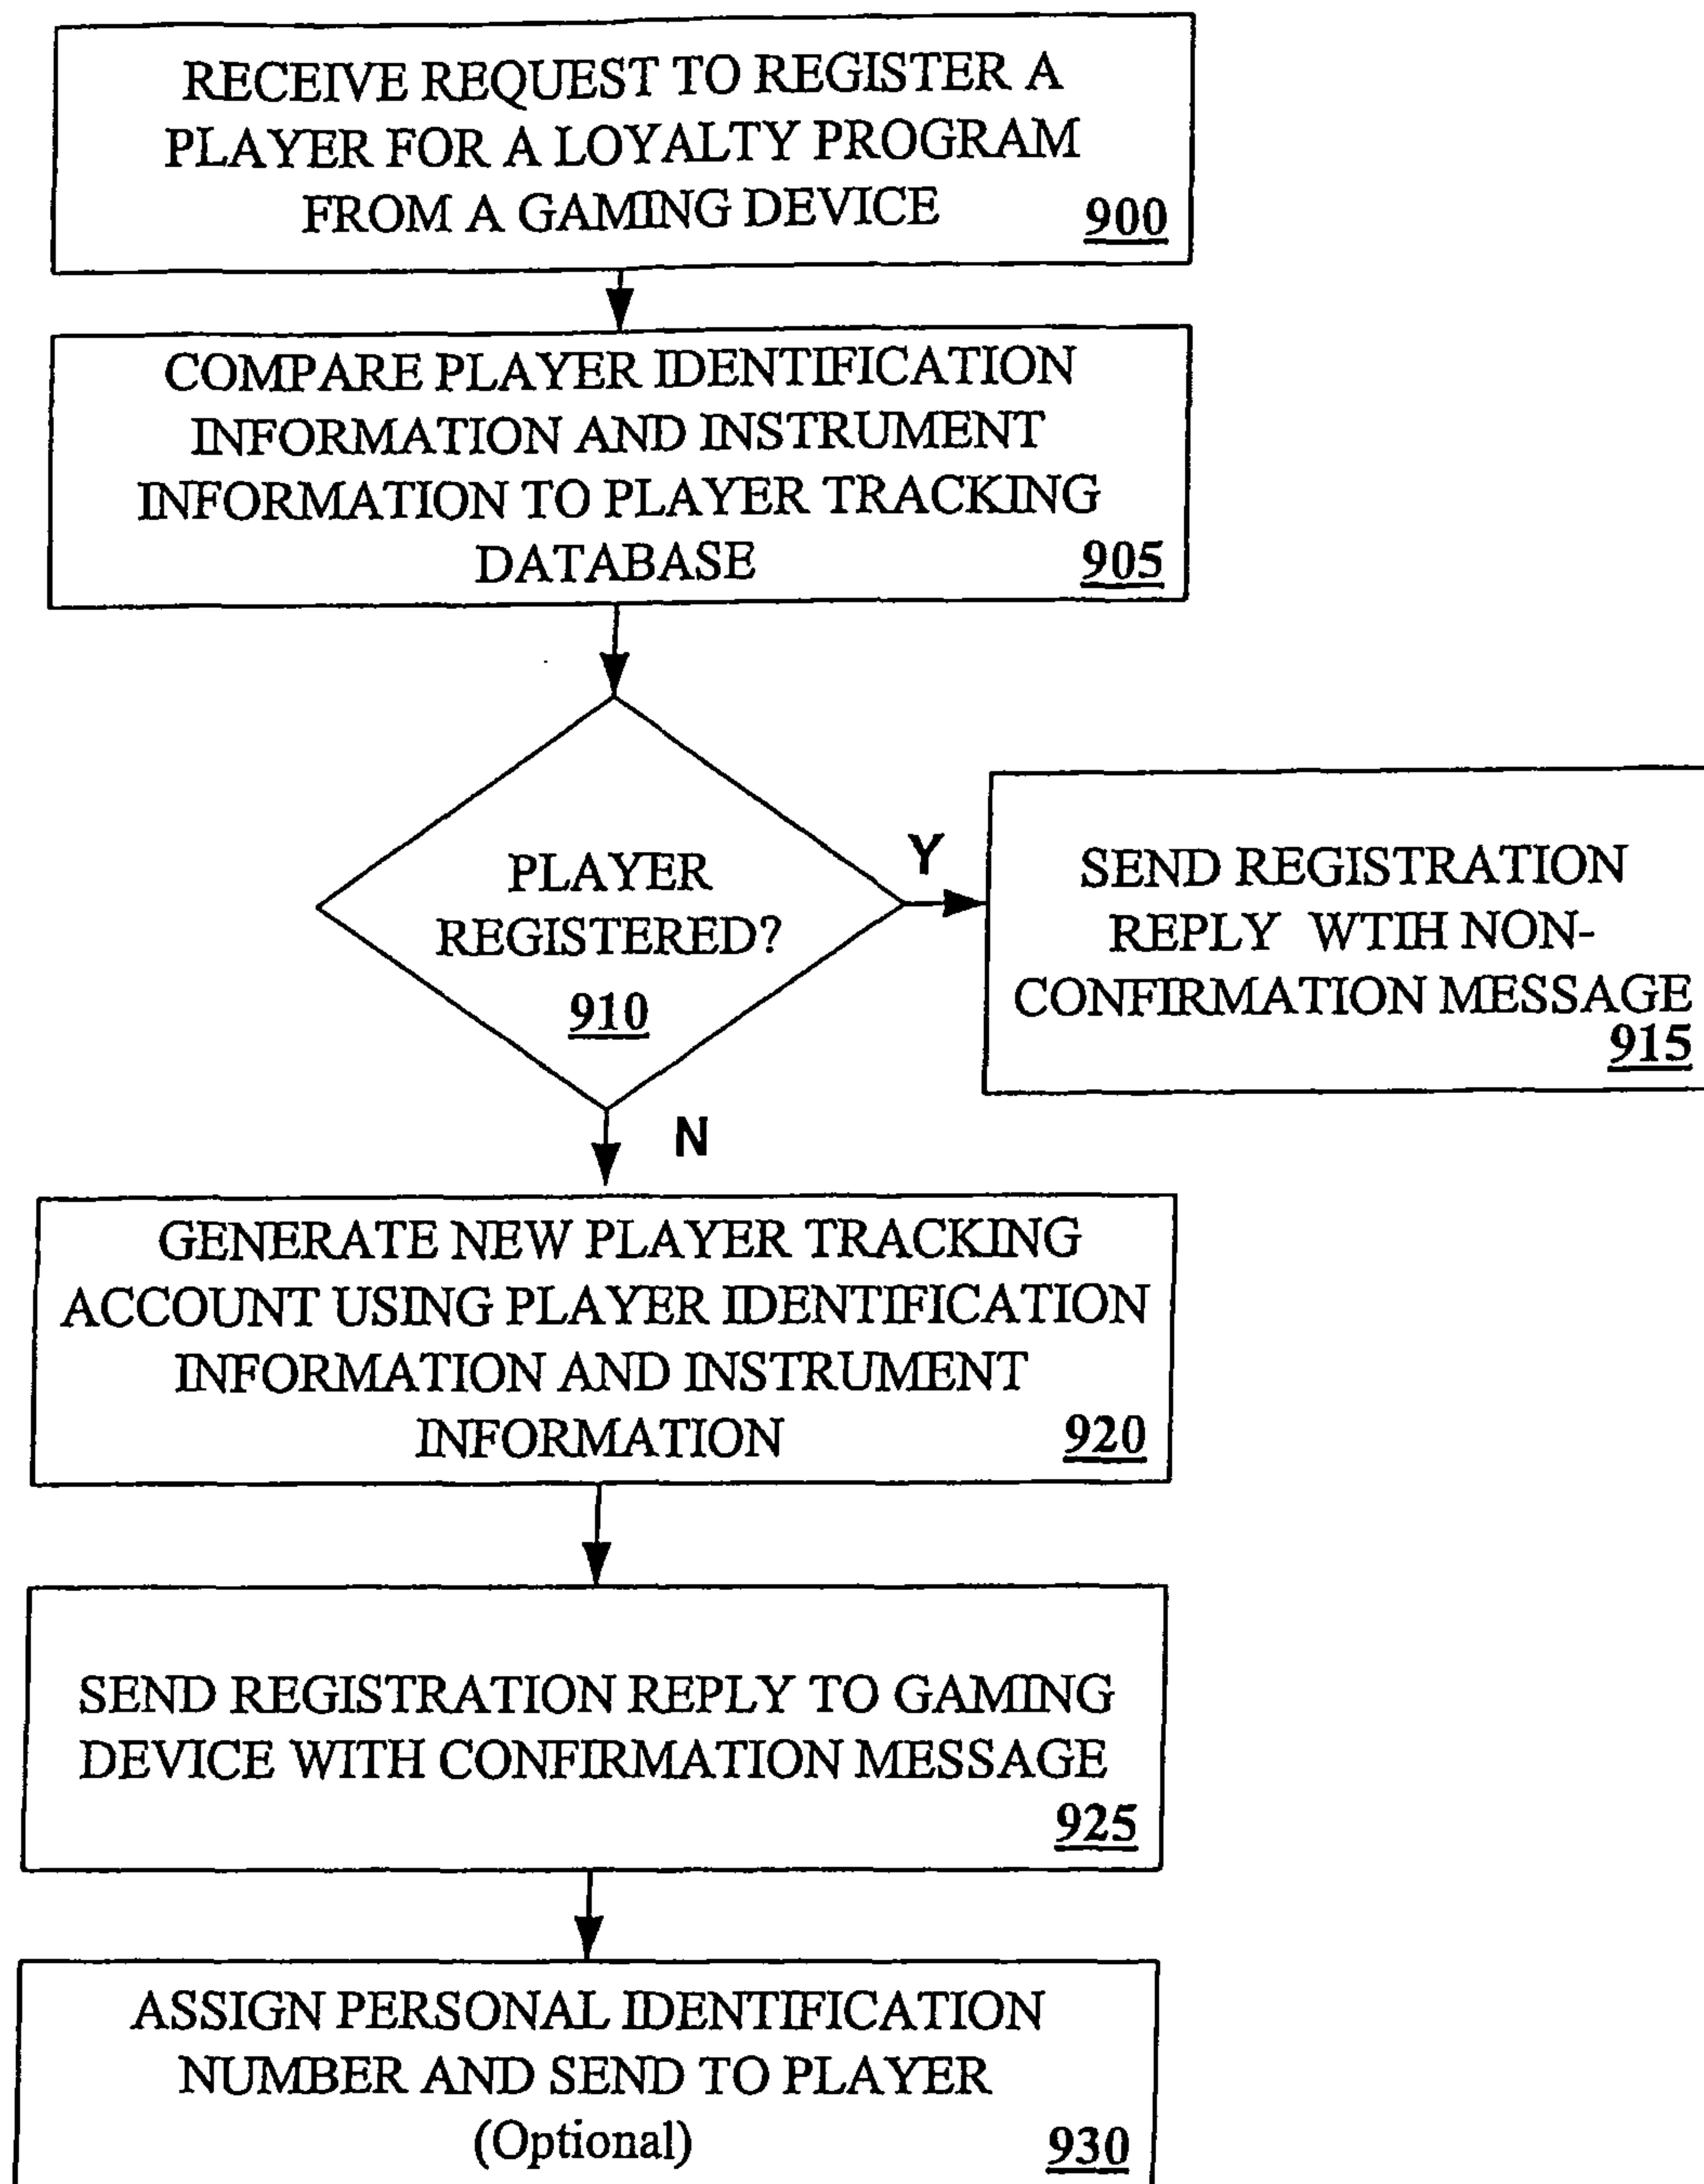 RECEIVE REQUEST TO REGISTER A
PLAYER FOR A LOYALTY PROGRAM
FROM A GAMING DEVICE 900
COMPARE PLAYER IDENTIFICATION
INFORMATION AND INSTRUMENT
INFORMATION TO PLAYER TRACKING
DATABASE 905
PLAYER
REGISTERED?
910
Y
SEND REGISTRATION
REPLY WTIH NON-
CONFIRMATION MESSAGE
915
N
GENERATE NEW PLAYER TRACKING
ACCOUNT USING PLAYER IDENTIFICATION
INFORMATION AND INSTRUMENT
INFORMATION 920
SEND REGISTRATION REPLY TO GAMING
DEVICE WITH CONFIRMATION MESSAGE
925
ASSIGN PERSONAL IDENTIFICATION
NUMBER AND SEND TO PLAYER
(Optional) 930